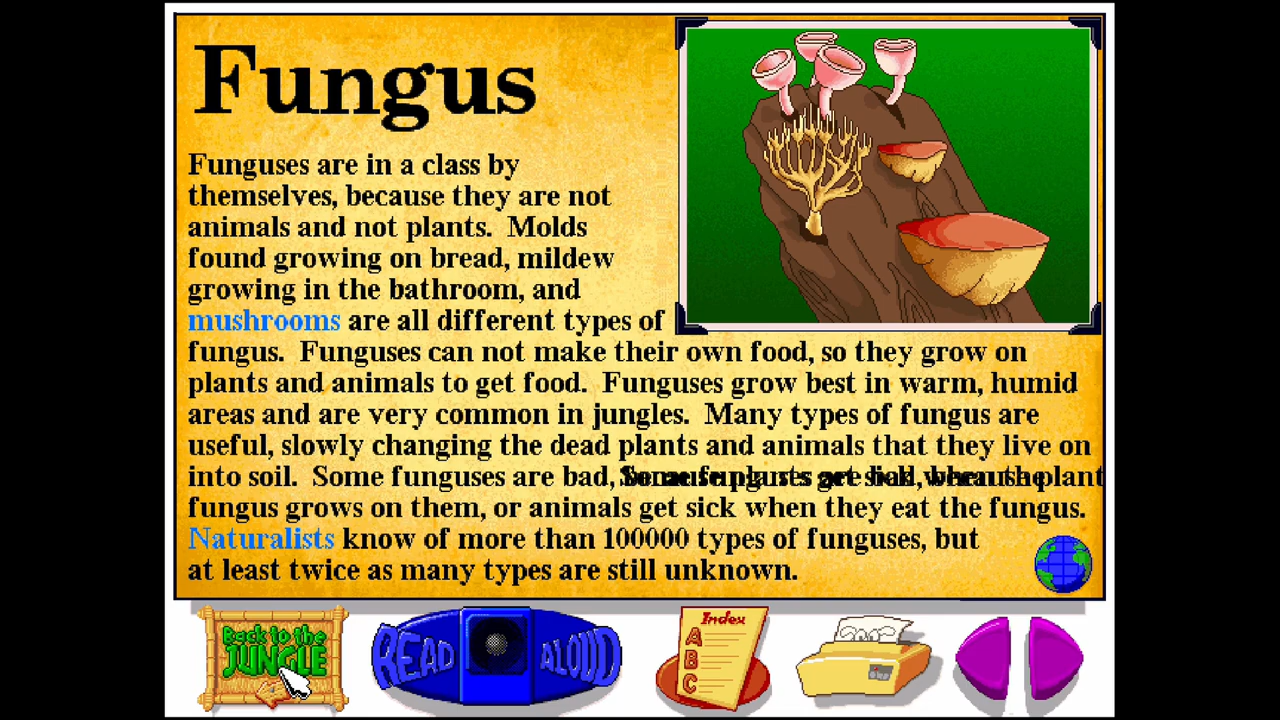 Fungus
Funguses are in a class by
themselves, because they are not
animals and not plants. Molds
found growing on bread, mildew
growing in the bathroom, and
mushrooms are all different types of
fungus. Funguses can not make their own food, so they grow on
plants and animals to get food. Funguses grow best in warm, humid
areas and are very common in jungles. Many types of fungus are
useful, slowly changing the dead plants and animals that they live on
into soil. Some funguses are bad, plant
fungus grows on them, or animals get sick when they eat the fungus.
Naturalists know of more than 100000 types of funguses, but
at least twice as many types are still unknown.
Back to the
JUNGLE
READ ALOUD
Index
A
B
C